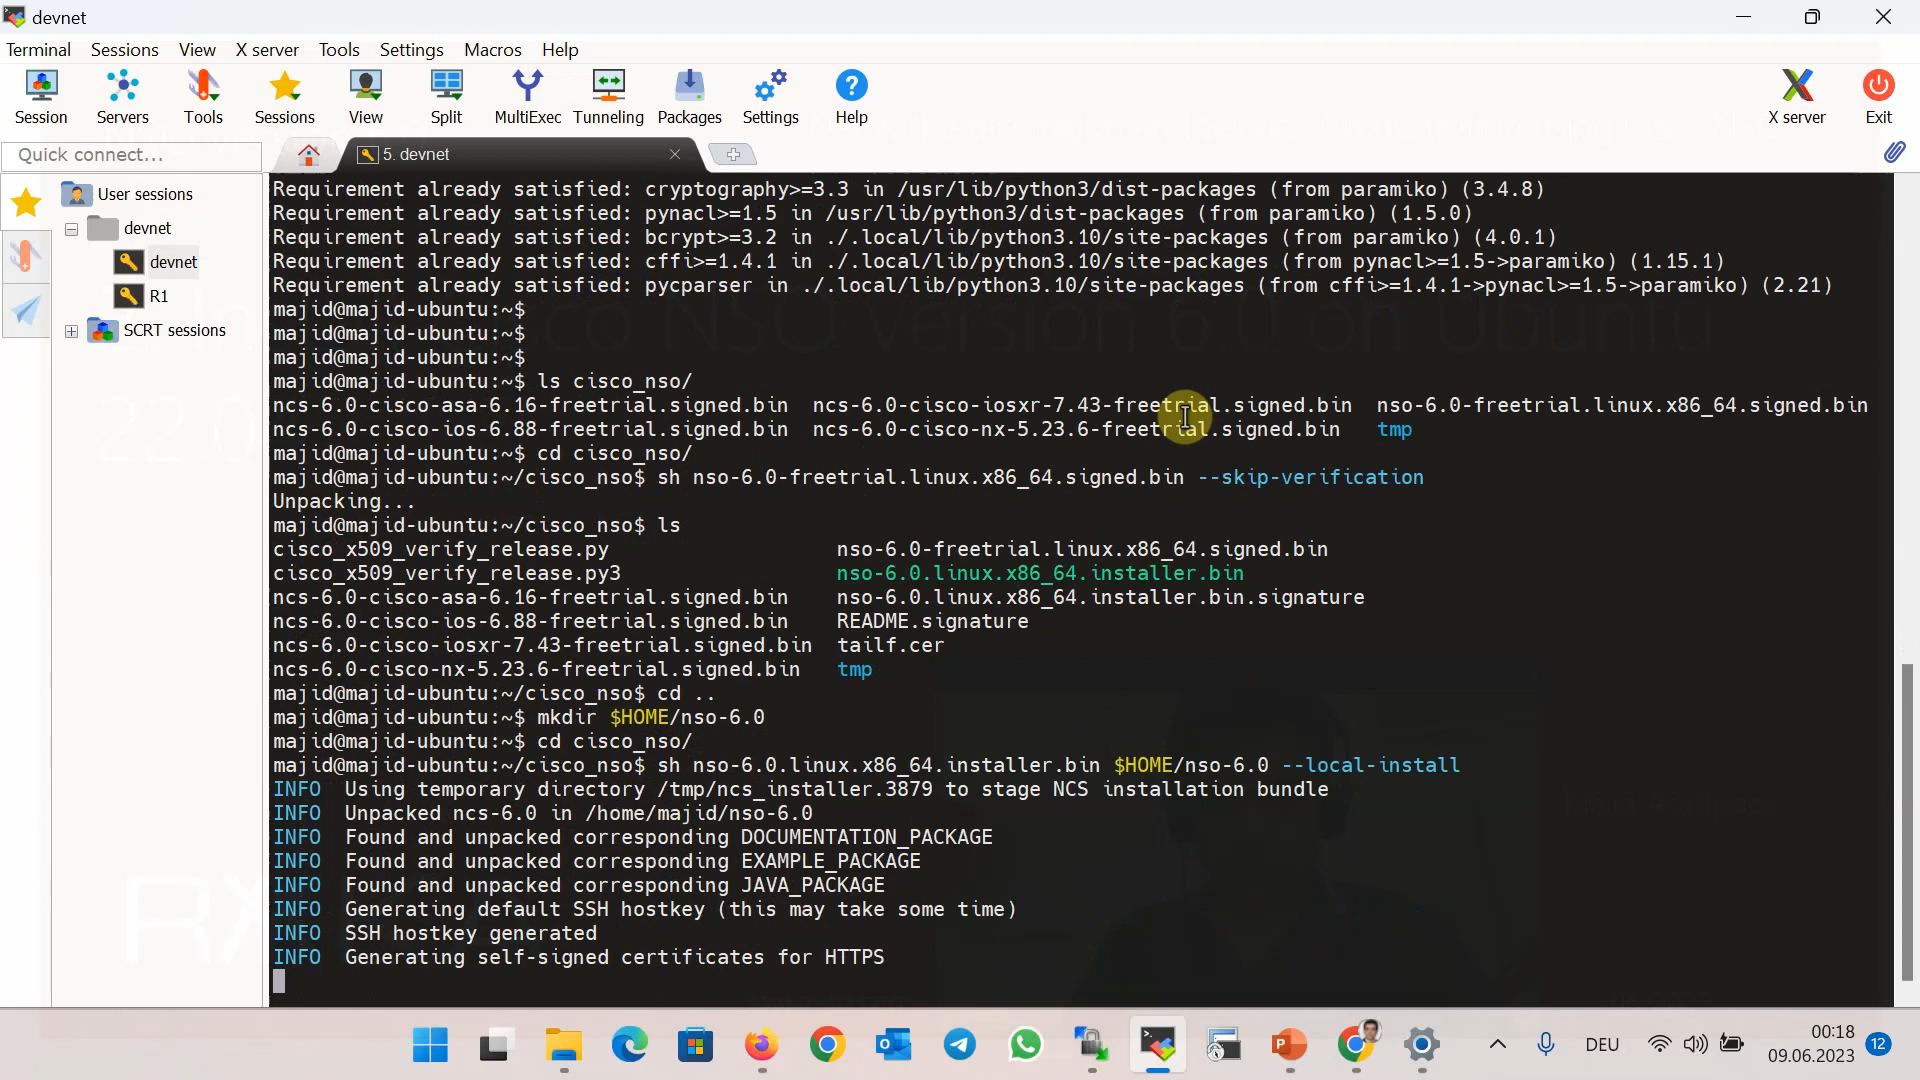 devnet
Terminal Sessions View X server Tools Settings Macros Help
Session Servers Tools Sessions View Split MultiExec Tunneling Packages Settings Help X server Exit
Quick connect...
5. devnet
User sessions
devnet
devnet
R1
SCRT sessions
Requirement already satisfied: cryptography>=3.3 in /usr/lib/python3/dist-packages (from paramiko) (3.4.8)
Requirement already satisfied: pynacl>=1.5 in /usr/lib/python3/dist-packages (from paramiko) (1.5.0)
Requirement already satisfied: bcrypt>=3.2 in ./.local/lib/python3.10/site-packages (from paramiko) (4.0.1)
Requirement already satisfied: cffi>=1.4.1 in ./.local/lib/python3.10/site-packages (from pynacl>=1.5->paramiko) (1.15.1)
Requirement already satisfied: pycparser in ./.local/lib/python3.10/site-packages (from cffi>=1.4.1->pynacl>=1.5->paramiko) (2.21)
majid@majid-ubuntu:~$
majid@majid-ubuntu:~$
majid@majid-ubuntu:~$
majid@majid-ubuntu:~$ ls cisco_nso/
ncs-6.0-cisco-asa-6.16-freetrial.signed.bin ncs-6.0-cisco-iosxr-7.43-freetrial.signed.bin nso-6.0-freetrial.linux.x86_64.signed.bin
ncs-6.0-cisco-ios-6.88-freetrial.signed.bin ncs-6.0-cisco-nx-5.23.6-freetrial.signed.bin tmp
majid@majid-ubuntu:~$ cd cisco_nso/
majid@majid-ubuntu:~/cisco_nso$ sh nso-6.0-freetrial.linux.x86_64.signed.bin --skip-verification
Unpacking...
majid@majid-ubuntu:~/cisco_nso$ ls
cisco_x509_verify_release.py nso-6.0-freetrial.linux.x86_64.signed.bin
cisco_x509_verify_release.py3 nso-6.0.linux.x86_64.installer.bin
ncs-6.0-cisco-asa-6.16-freetrial.signed.bin nso-6.0.linux.x86_64.installer.bin.signature
ncs-6.0-cisco-ios-6.88-freetrial.signed.bin README.signature
ncs-6.0-cisco-iosxr-7.43-freetrial.signed.bin tailf.cer
ncs-6.0-cisco-nx-5.23.6-freetrial.signed.bin tmp
majid@majid-ubuntu:~/cisco_nso$ cd ..
majid@majid-ubuntu:~$ mkdir $HOME/nso-6.0
majid@majid-ubuntu:~$ cd cisco_nso/
majid@majid-ubuntu:~/cisco_nso$ sh nso-6.0.linux.x86_64.installer.bin $HOME/nso-6.0 --local-install
INFO Using temporary directory /tmp/ncs_installer.3879 to stage NCS installation bundle
INFO Unpacked ncs-6.0 in /home/majid/nso-6.0
INFO Found and unpacked corresponding DOCUMENTATION_PACKAGE
INFO Found and unpacked corresponding EXAMPLE_PACKAGE
INFO Found and unpacked corresponding JAVA_PACKAGE
INFO Generating default SSH hostkey (this may take some time)
INFO SSH hostkey generated
INFO Generating self-signed certificates for HTTPS
DEU
00:18
09.06.2023
12